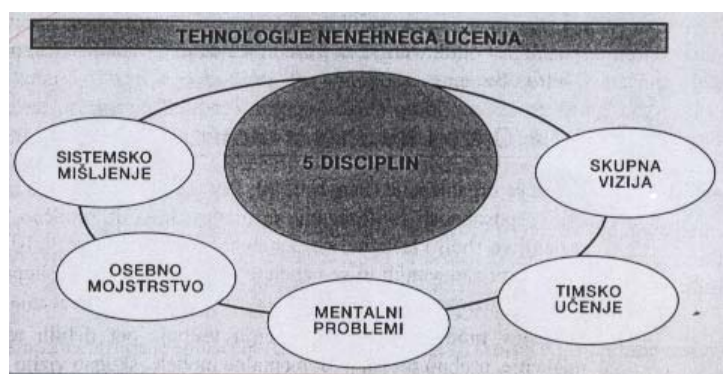 TEHNOLOGIJE NENEHNEGA UČENJA
5 DISCIPLIN
SISTEMSKO
MIŠLJENJE
OSEBNO
MOJSTRSTVO
MENTALNI
PROBLEMI
TIMSKO
UČENJE
SKUPNA
VIZIJA